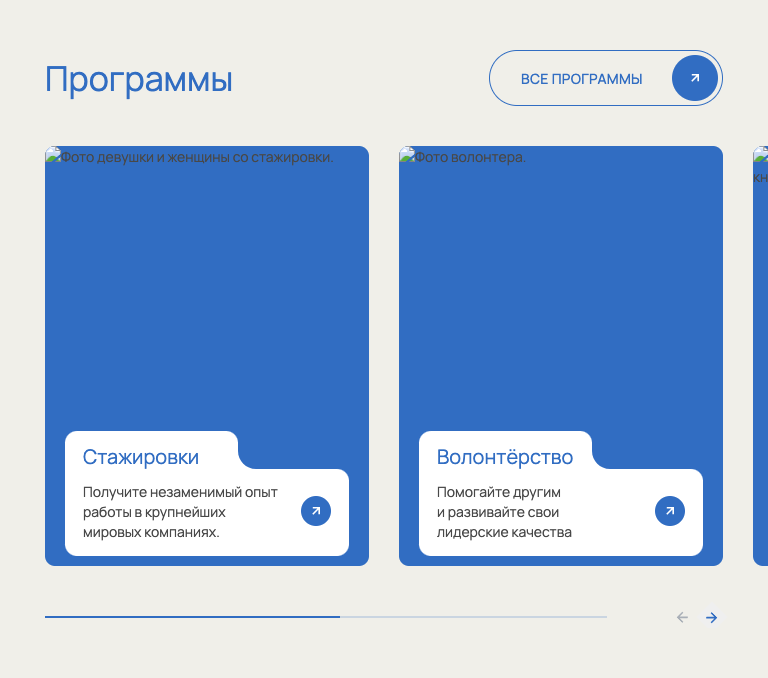 Программы
ВСЕ ПРОГРАММЫ
Фото девушки и женщины со стажировки.
Фото волонтера.
кн
Стажировки
Получите незаменимый опыт
работы в крупнейших
мировых компаниях.
Волонтёрство
Помогайте другим
и развивайте свои
лидерские качества